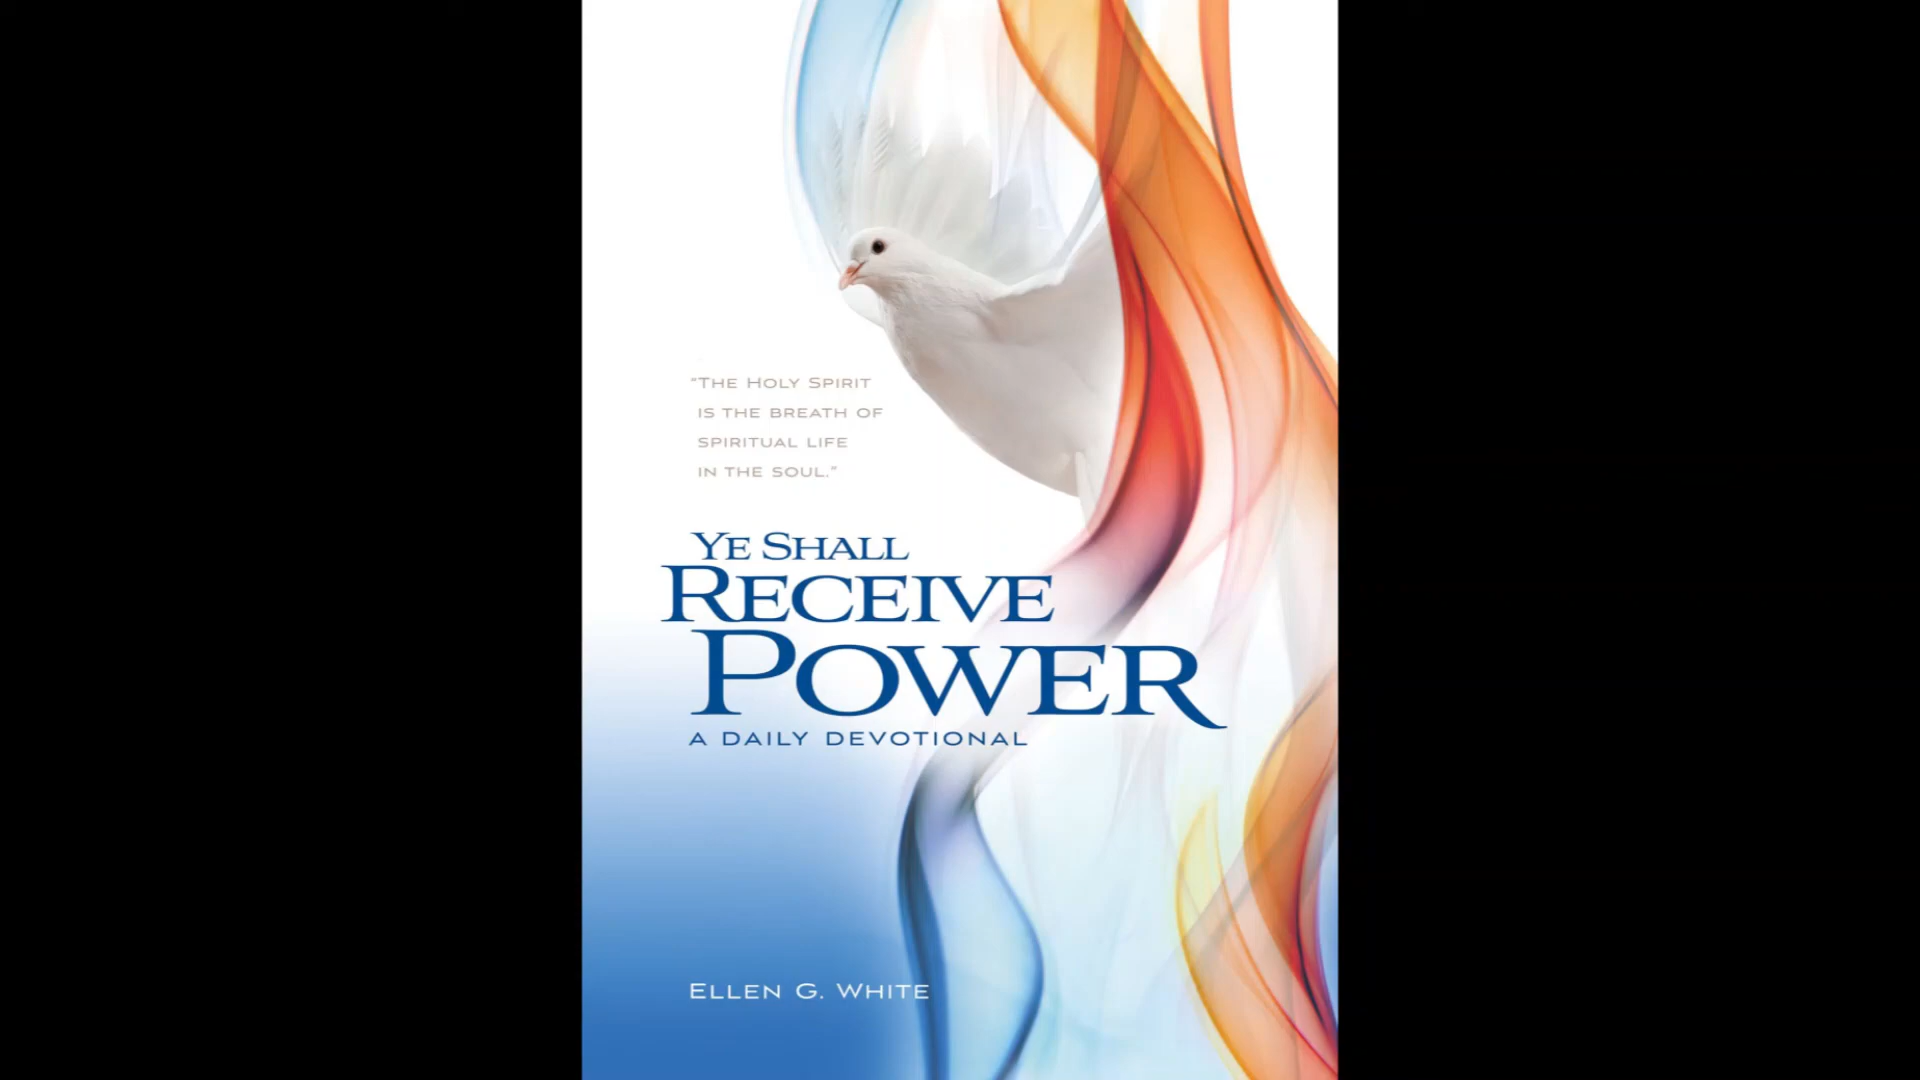 “The Holy Spirit
is the breath of
spiritual life
in the soul.”
Ye Shall
Receive
Power
A Daily Devotional
Ellen G. White